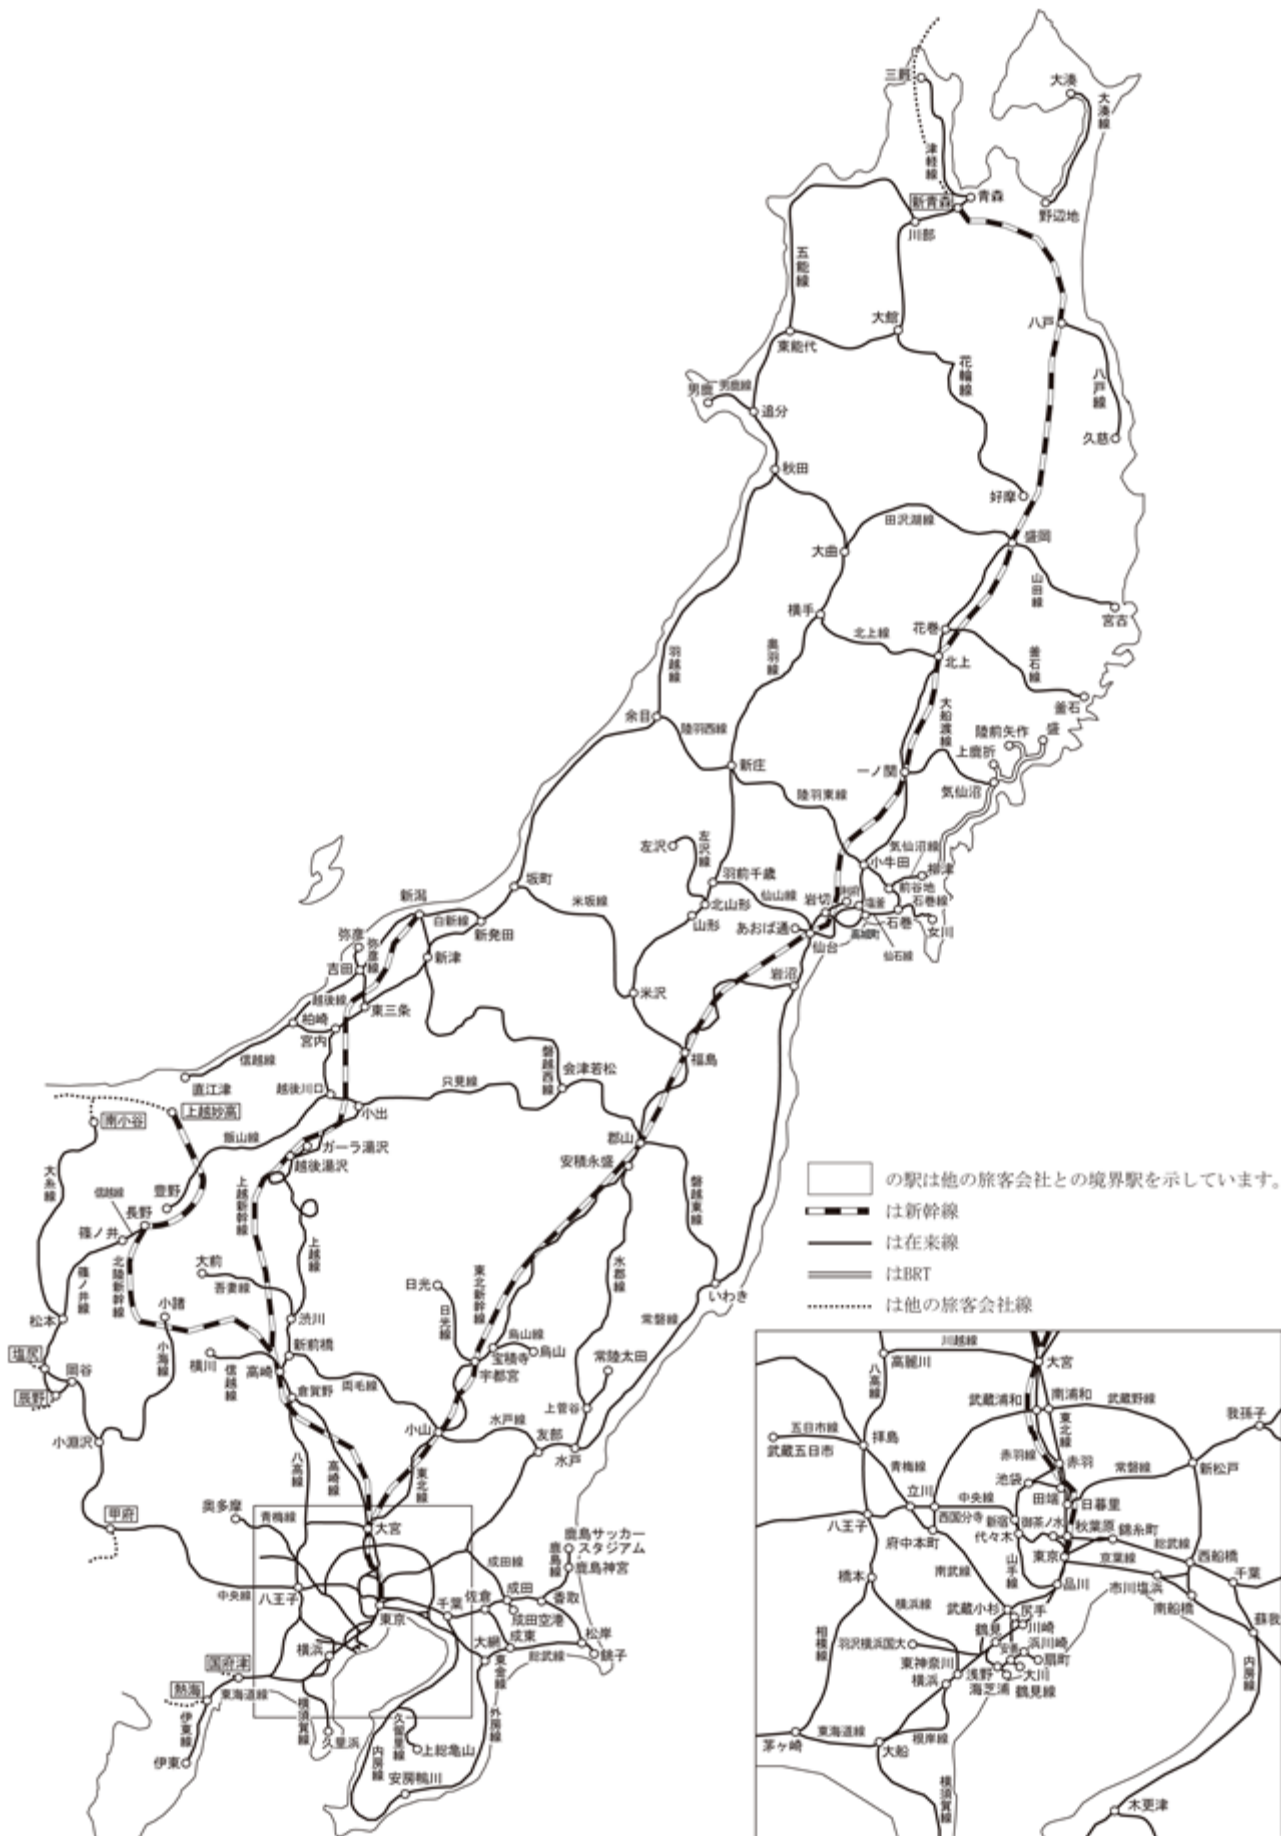 三厩
大湊
大湊線
津軽線
新青森
青森
野辺地
川部
五能線
大館
八戸
東能代
花輪線
八戸線
男鹿
男鹿線
追分
久慈
秋田
好摩
田沢湖線
盛岡
大曲
山田線
宮古
横手
北上線
花巻
北上
釜石線
奥羽線
羽越線
釜石
大船渡線
陸前矢作
盛
上鹿折
余目
陸羽西線
新庄
一ノ関
気仙沼
陸羽東線
気仙沼線
左沢
左沢線
小牛田
柳津
羽前千歳
前谷地
坂町
米坂線
仙山線
岩切
利府
塩釜
石巻線
新潟
白新線
北山形
山形
あおば通
仙台
高城町
石巻
女川
仙石線
新発田
弥彦
弥彦線
吉田
新津
岩沼
米沢
越後線
東三条
柏崎
宮内
信越線
磐越西線
会津若松
福島
直江津
越後川口
只見線
小出
上越妙高
南小谷
飯山線
ガーラ湯沢
越後湯沢
郡山
安積永盛
大糸線
信越線
豊野
長野
篠ノ井
上越新幹線
上越線
磐越東線
水郡線
東北新幹線
北陸新幹線
大前
吾妻線
日光
日光線
いわき
常磐線
篠ノ井線
小諸
渋川
松本
烏山線
烏山
宝積寺
宇都宮
新前橋
横川
信越線
高崎
小海線
塩尻
岡谷
辰野
倉賀野
両毛線
常陸太田
上菅谷
小淵沢
小山
水戸線
友部
水戸
八高線
高崎線
東北線
甲府
奥多摩
青梅線
大宮
鹿島サッカー
スタジアム
鹿島線
鹿島神宮
中央線
八王子
成田線
成田
佐倉
香取
東京
千葉
成田空港
成東
松岸
横浜
大網
総武線
銚子
東金線
国府津
熱海
東海道線
伊東線
横須賀線
久里浜
外房線
久留里線
上総亀山
内房線
安房鴨川
伊東
の駅は他の旅客会社との境界駅を示しています。
は新幹線
は在来線
はBRT
は他の旅客会社線
川越線
高麗川
大宮
八高線
武蔵浦和
南浦和
武蔵野線
東北線
我孫子
五日市線
武蔵五日市
拝島
赤羽線
赤羽
新松戸
青梅線
池袋
常磐線
立川
中央線
田端
日暮里
西国分寺
新宿
御茶ノ水
秋葉原
八王子
代々木
錦糸町
総武線
府中本町
山手線
東京
京葉線
西船橋
千葉
橋本
南武線
品川
市川塩浜
南船橋
蘇我
横浜線
武蔵小杉
尻手
川崎
相模線
羽沢横浜国大
鶴見
安善
浜川崎
扇町
東神奈川
浅野
大川
横浜
海芝浦
鶴見線
内房線
茅ヶ崎
東海道線
根岸線
大船
横須賀線
木更津